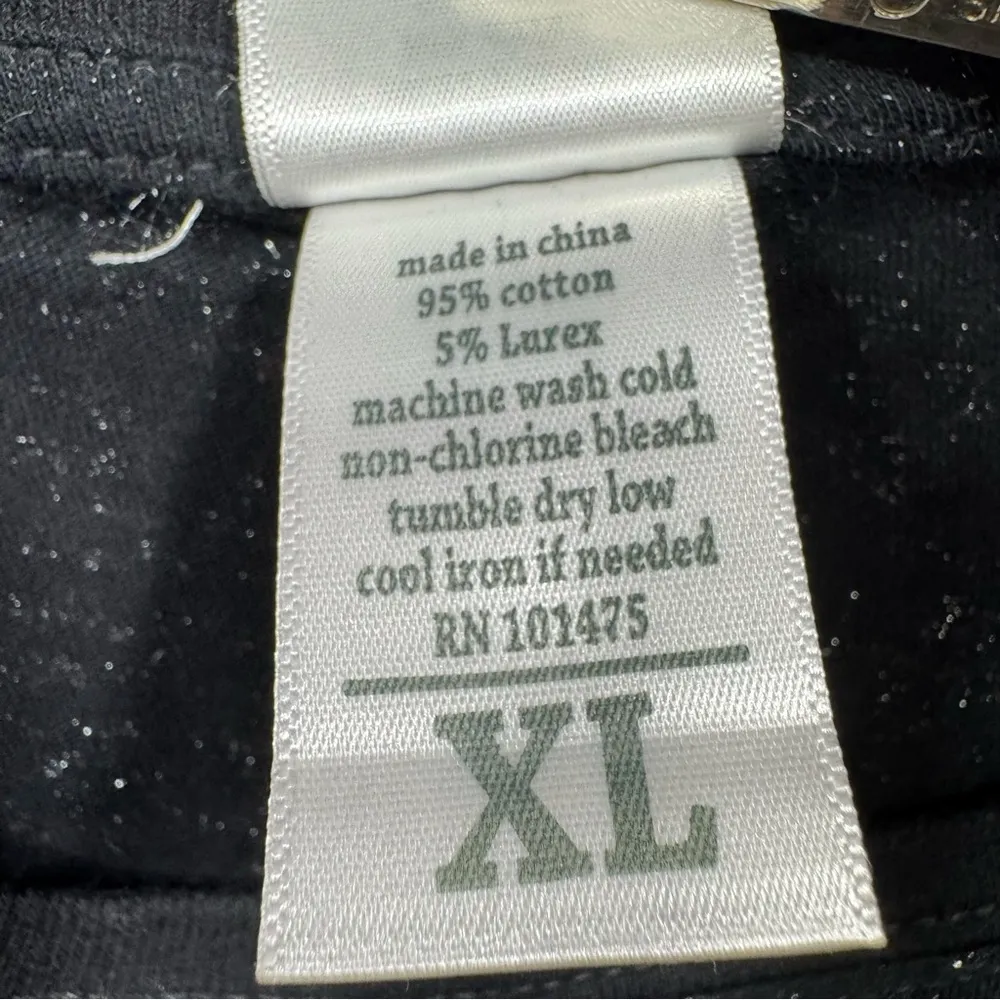 made in china
95% cotton
5% Lurex
machine wash cold
non-chlorine bleach
tumble dry low
cool iron if needed
RN 101475
XL